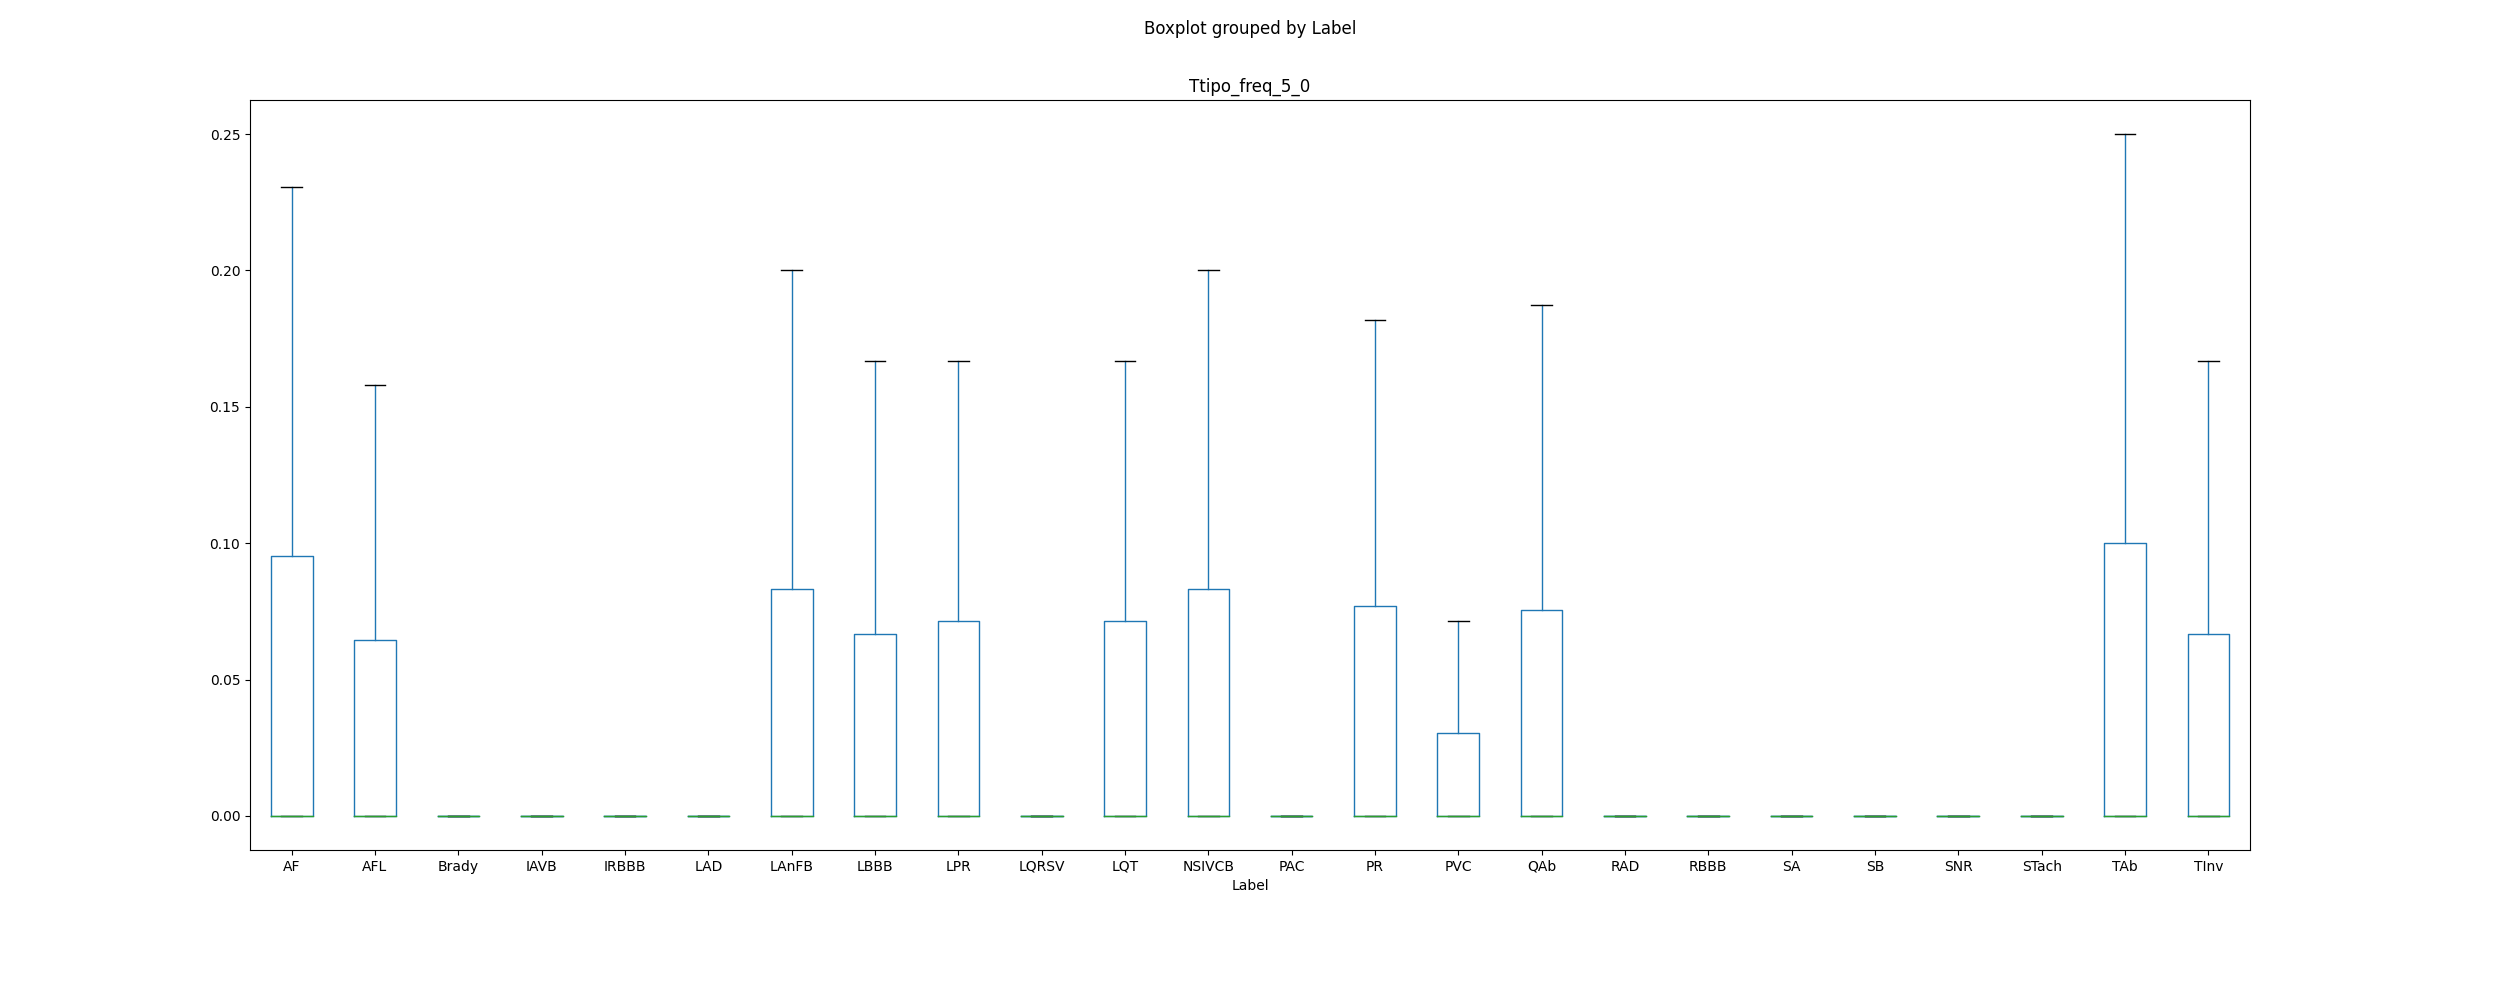 Boxplot grouped by Label
Ttipo_freq_5_0
0.25
0.20
0.15
0.10
0.05
0.00
AF AFL Brady IAVB IRBBB LAD LAnFB LBBB LPR LQRSV LQT NSIVCB PAC PR PVC QAb RAD RBBB SA SB SNR STach TAb TInv
Label